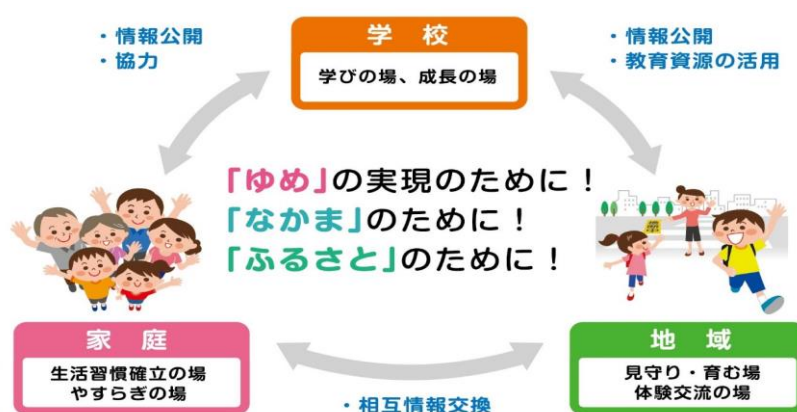 ・情報公開
・協力
学校
学びの場、成長の場
・情報公開
・教育資源の活用
「ゆめ」の実現のために！
「なかま」のために！
「ふるさと」のために！
家庭
生活習慣確立の場
やすらぎの場
地域
見守り・育む場
体験交流の場
・相互情報交換